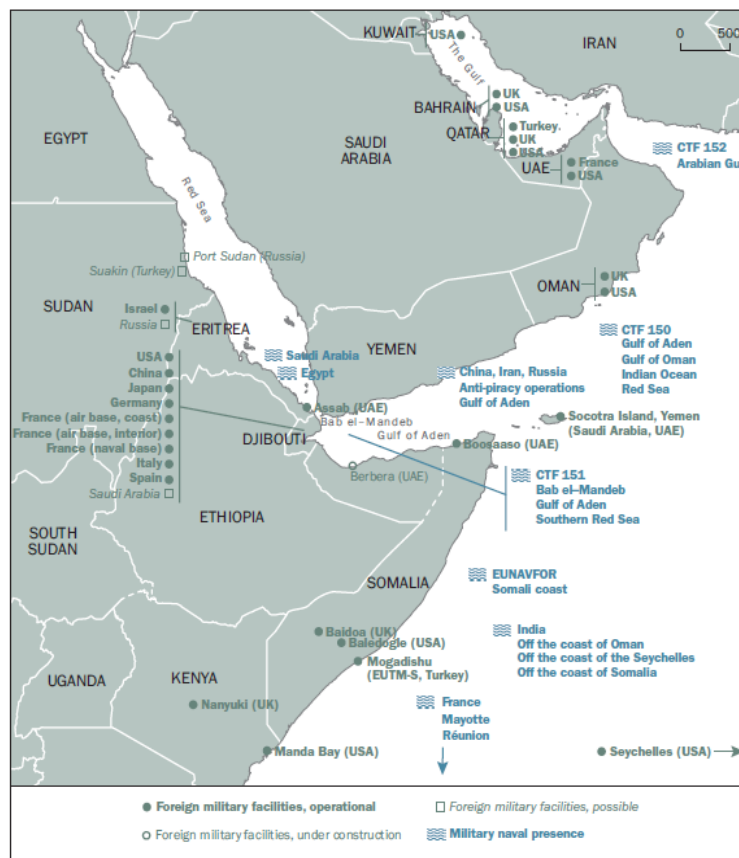 KUWAIT
USA
The Gulf
IRAN
0 500
UK
BAHRAIN
USA
EGYPT
SAUDI
ARABIA
QATAR
Turkey.
UK
USA
UAE
France
USA
CTF 152
Arabian Gu
Red Sea
Port Sudan (Russia)
Suakin (Turkey)
OMAN
UK
USA
SUDAN
Israel
Russia
ERITREA
YEMEN
CTF 150
Gulf of Aden
Gulf of Oman
Indian Ocean
Red Sea
Saudi Arabia
Egypt
China, Iran, Russia
Anti-piracy operations
Gulf of Aden
USA
China
Japan
Germany
France (air base, coast)
France (air base, interior)
France (naval base)
Italy
Spain
Saudi Arabia
Assab (UAE)
Bab el–Mandeb
Gulf of Aden
DJIBOUTI
Socotra Island, Yemen
(Saudi Arabia, UAE)
Boosaaso (UAE)
Berbera (UAE)
CTF 151
Bab el–Mandeb
Gulf of Aden
Southern Red Sea
ETHIOPIA
SOUTH
SUDAN
SOMALIA
EUNAVFOR
Somali coast
Baidoa (UK)
Baledogle (USA)
Mogadishu
(EUTM-S, Turkey)
India
Off the coast of Oman
Off the coast of the Seychelles
Off the coast of Somalia
UGANDA
KENYA
Nanyuki (UK)
France
Mayotte
Réunion
Manda Bay (USA)
Seychelles (USA)
Foreign military facilities, operational
Foreign military facilities, possible
Foreign military facilities, under construction
Military naval presence